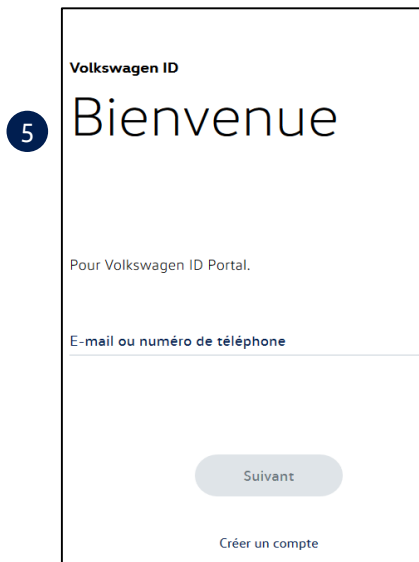 Volkswagen ID
5
Bienvenue
Pour Volkswagen ID Portal.
E-mail ou numéro de téléphone
Suivant
Créer un compte